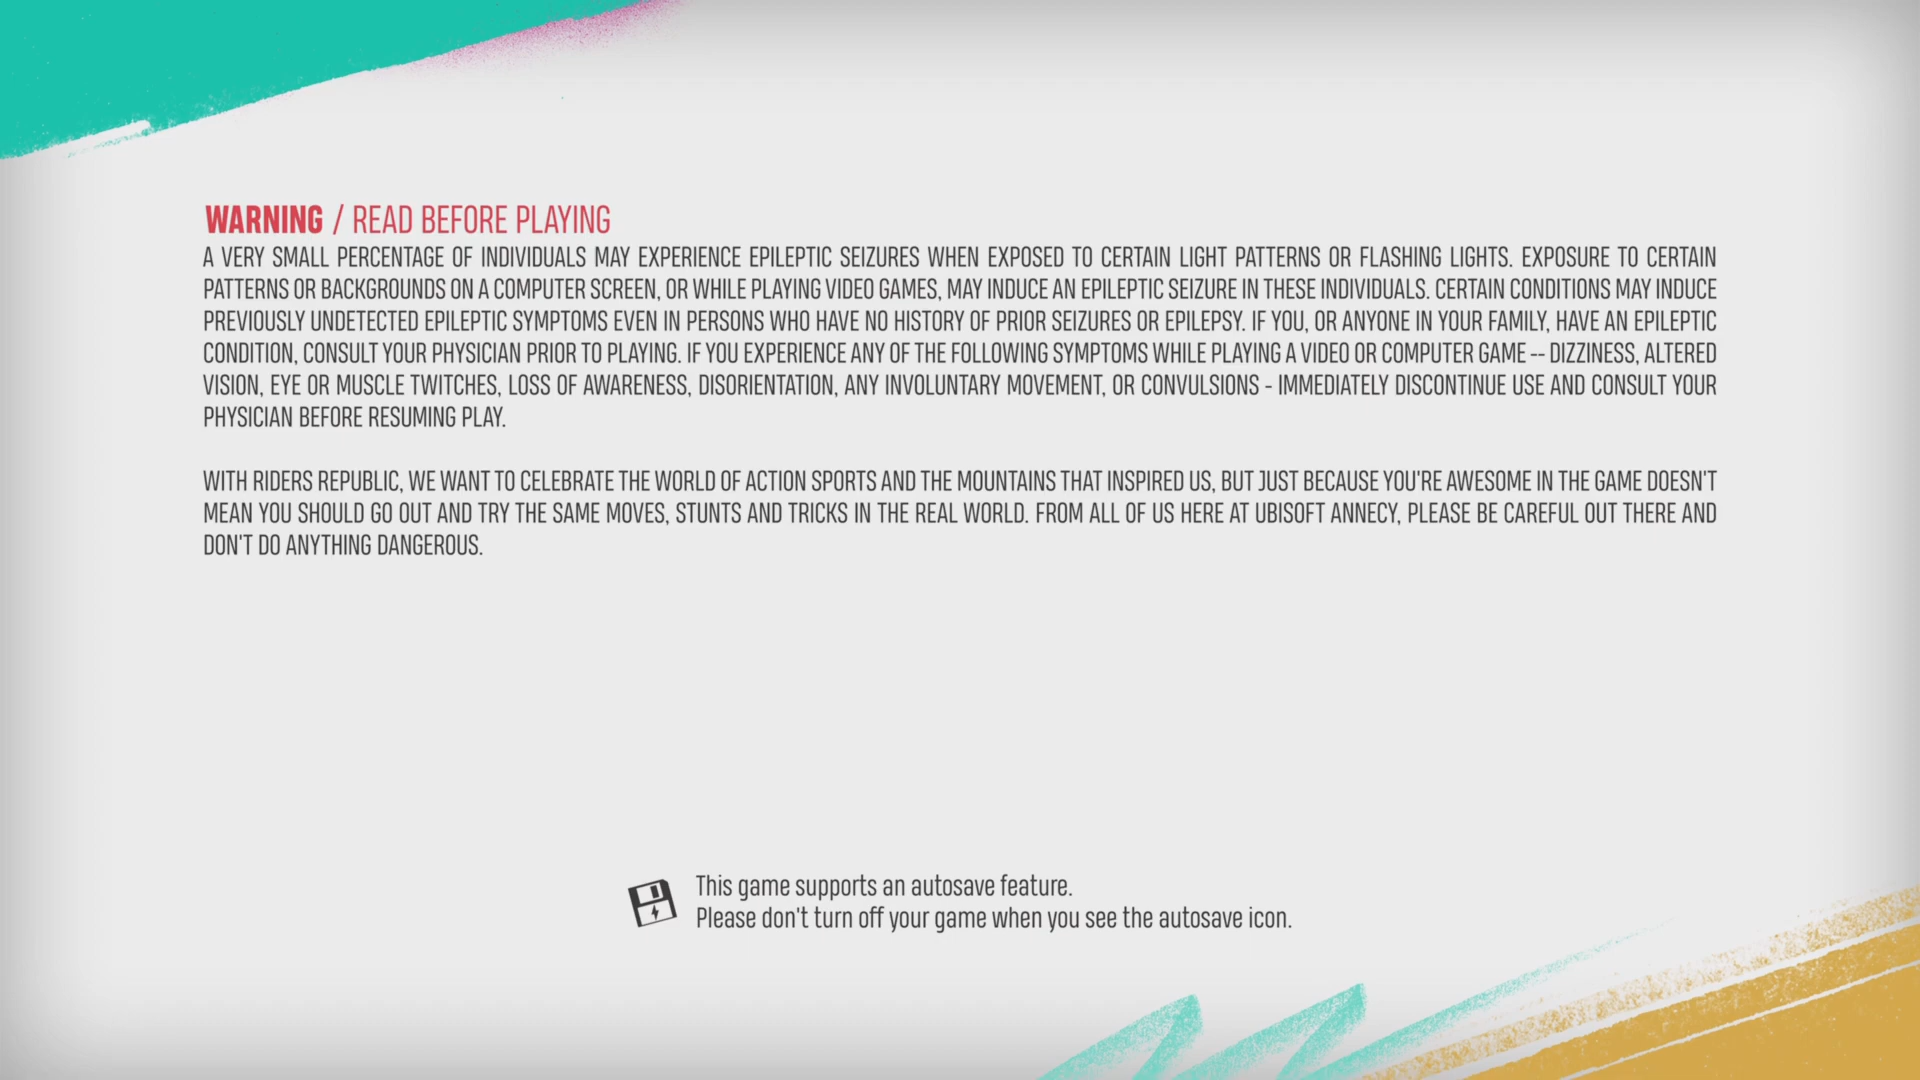 WARNING / READ BEFORE PLAYING
A VERY SMALL PERCENTAGE OF INDIVIDUALS MAY EXPERIENCE EPILEPTIC SEIZURES WHEN EXPOSED TO CERTAIN LIGHT PATTERNS OR FLASHING LIGHTS. EXPOSURE TO CERTAIN
PATTERNS OR BACKGROUNDS ON A COMPUTER SCREEN, OR WHILE PLAYING VIDEO GAMES, MAY INDUCE AN EPILEPTIC SEIZURE IN THESE INDIVIDUALS. CERTAIN CONDITIONS MAY INDUCE
PREVIOUSLY UNDETECTED EPILEPTIC SYMPTOMS EVEN IN PERSONS WHO HAVE NO HISTORY OF PRIOR SEIZURES OR EPILEPSY. IF YOU, OR ANYONE IN YOUR FAMILY, HAVE AN EPILEPTIC
CONDITION, CONSULT YOUR PHYSICIAN PRIOR TO PLAYING. IF YOU EXPERIENCE ANY OF THE FOLLOWING SYMPTOMS WHILE PLAYING A VIDEO OR COMPUTER GAME -- DIZZINESS, ALTERED
VISION, EYE OR MUSCLE TWITCHES, LOSS OF AWARENESS, DISORIENTATION, ANY INVOLUNTARY MOVEMENT, OR CONVULSIONS - IMMEDIATELY DISCONTINUE USE AND CONSULT YOUR
PHYSICIAN BEFORE RESUMING PLAY.
WITH RIDERS REPUBLIC, WE WANT TO CELEBRATE THE WORLD OF ACTION SPORTS AND THE MOUNTAINS THAT INSPIRED US, BUT JUST BECAUSE YOU'RE AWESOME IN THE GAME DOESN'T
MEAN YOU SHOULD GO OUT AND TRY THE SAME MOVES, STUNTS AND TRICKS IN THE REAL WORLD. FROM ALL OF US HERE AT UBISOFT ANNECY, PLEASE BE CAREFUL OUT THERE AND
DON'T DO ANYTHING DANGEROUS.
This game supports an autosave feature.
Please don't turn off your game when you see the autosave icon.